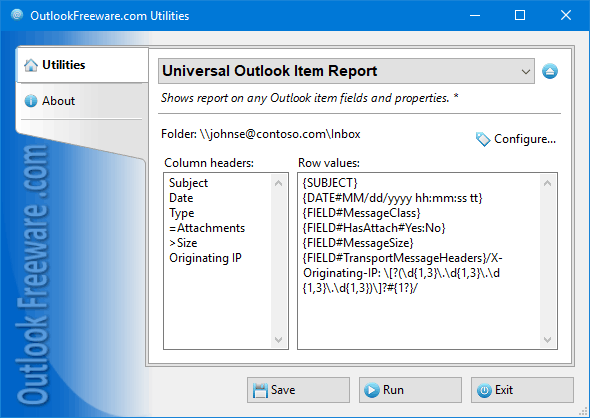 OutlookFreeware.com Utilities
Utilities
About
Outlook Freeware .com
Universal Outlook Item Report
Shows report on any Outlook item fields and properties. *
Folder: \\johnse@contoso.com\Inbox
Configure...
Column headers:
Subject
Date
Type
=Attachments
>Size
Originating IP
Row values:
{SUBJECT}
{DATE#MM/dd/yyyy hh:mm:ss tt}
{FIELD#MessageClass}
{FIELD#HasAttach#Yes:No}
{FIELD#MessageSize}
{FIELD#TransportMessageHeaders}/X-
Originating-IP: \[?(\d{1,3}\.\d{1,3}\.\d
{1,3}\.\d{1,3})\]?#{1?}/
Save
Run
Exit